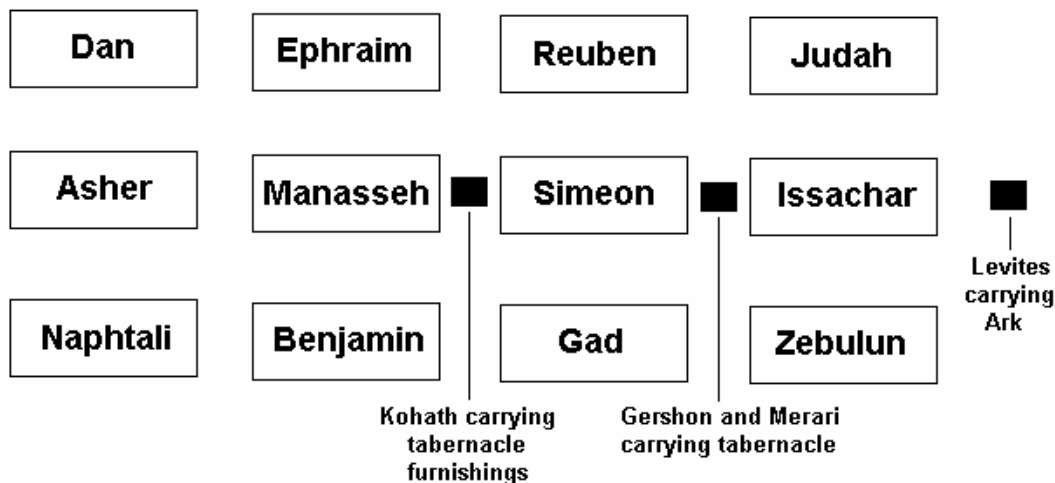 Dan Ephraim Reuben Judah
Asher Manasseh Simeon Issachar
Levites
carrying
Ark
Naphtali Benjamin Gad Zebulun
Kohath carrying
tabernacle
furnishings
Gershon and Merari
carrying tabernacle